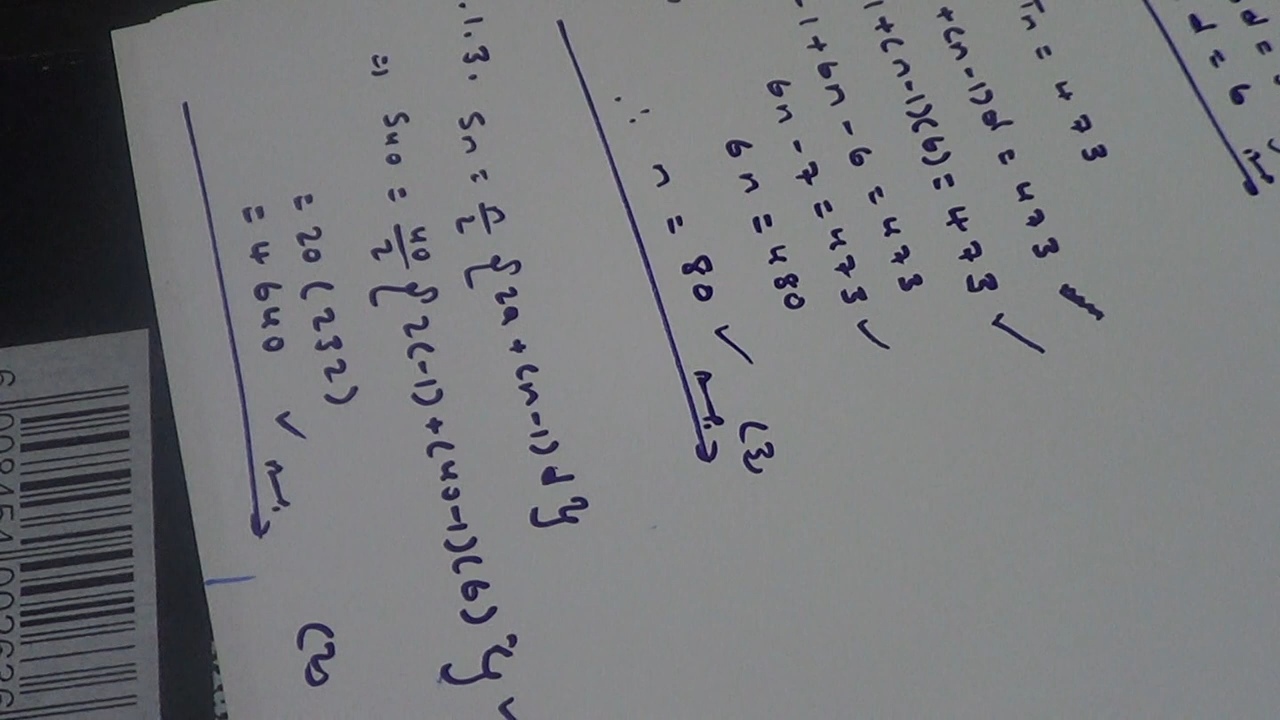 d =
d = 6
Tn = 473
+(n-1)d = 473
1+(n-1)(6) = 473 ✓
-1+6n-6 = 473
6n-7 = 473 ✓
6n = 480
∴ n = 80 ✓
(3)
.1.3. Sn = n/2 {2a+(n-1)d}
=> S40 = 40/2 {2(-1)+(40-1)(6)} ✓
= 20(232)
= 4640 ✓
(2)